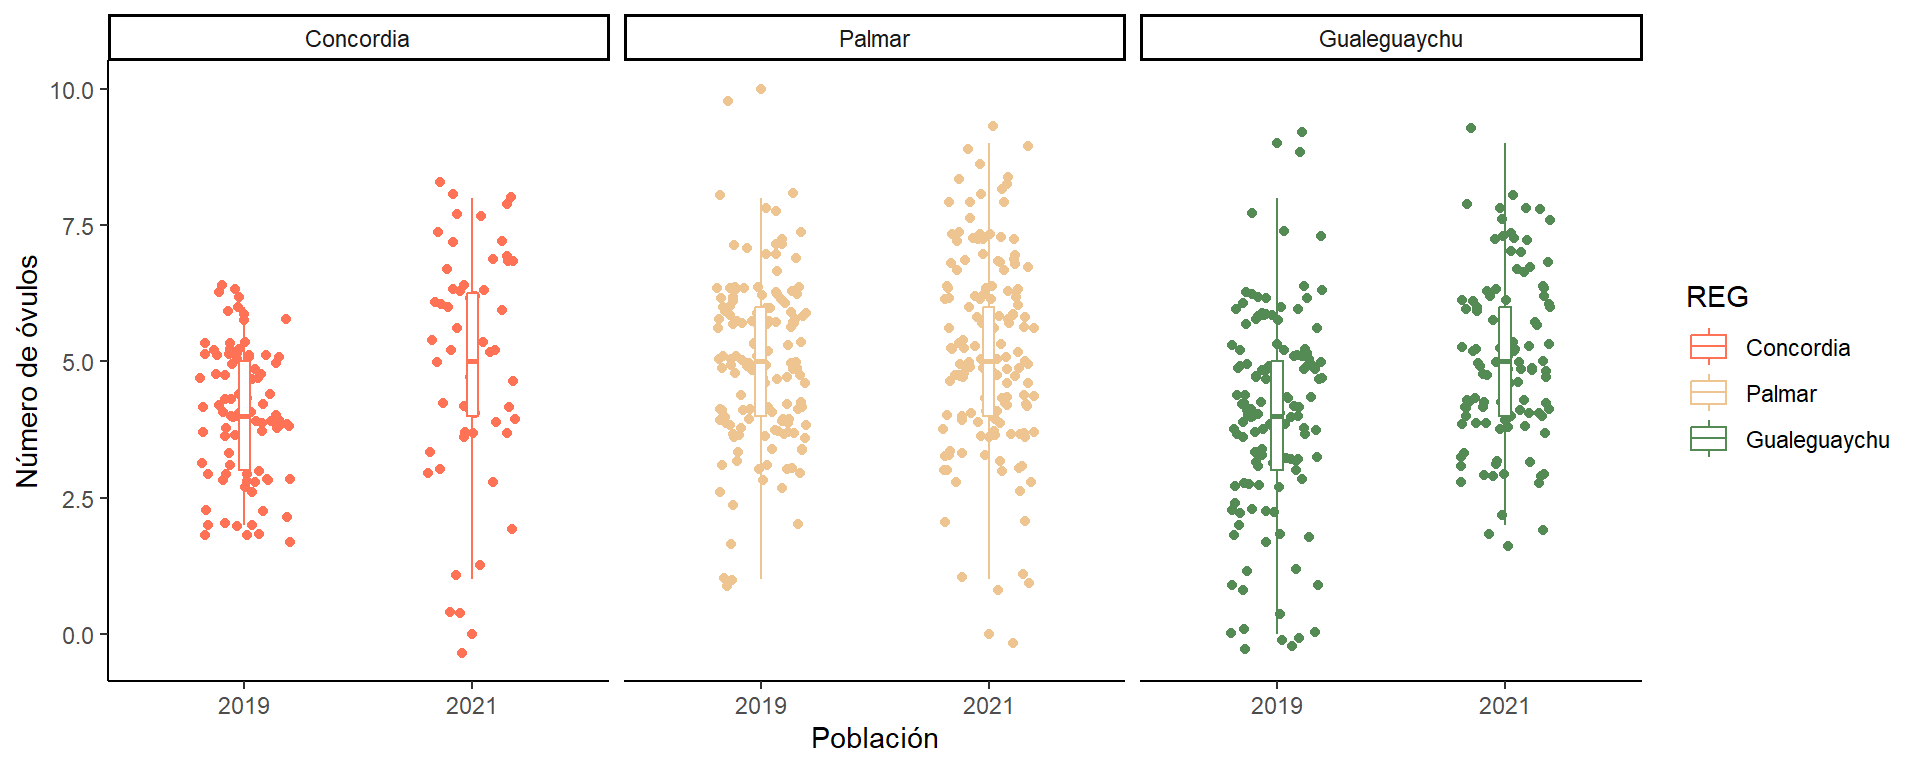 Concordia
Palmar
Gualeguaychu
10.0
7.5
5.0
2.5
0.0
Número de óvulos
2019
2021
2019
2021
2019
2021
Población
REG
Concordia
Palmar
Gualeguaychu